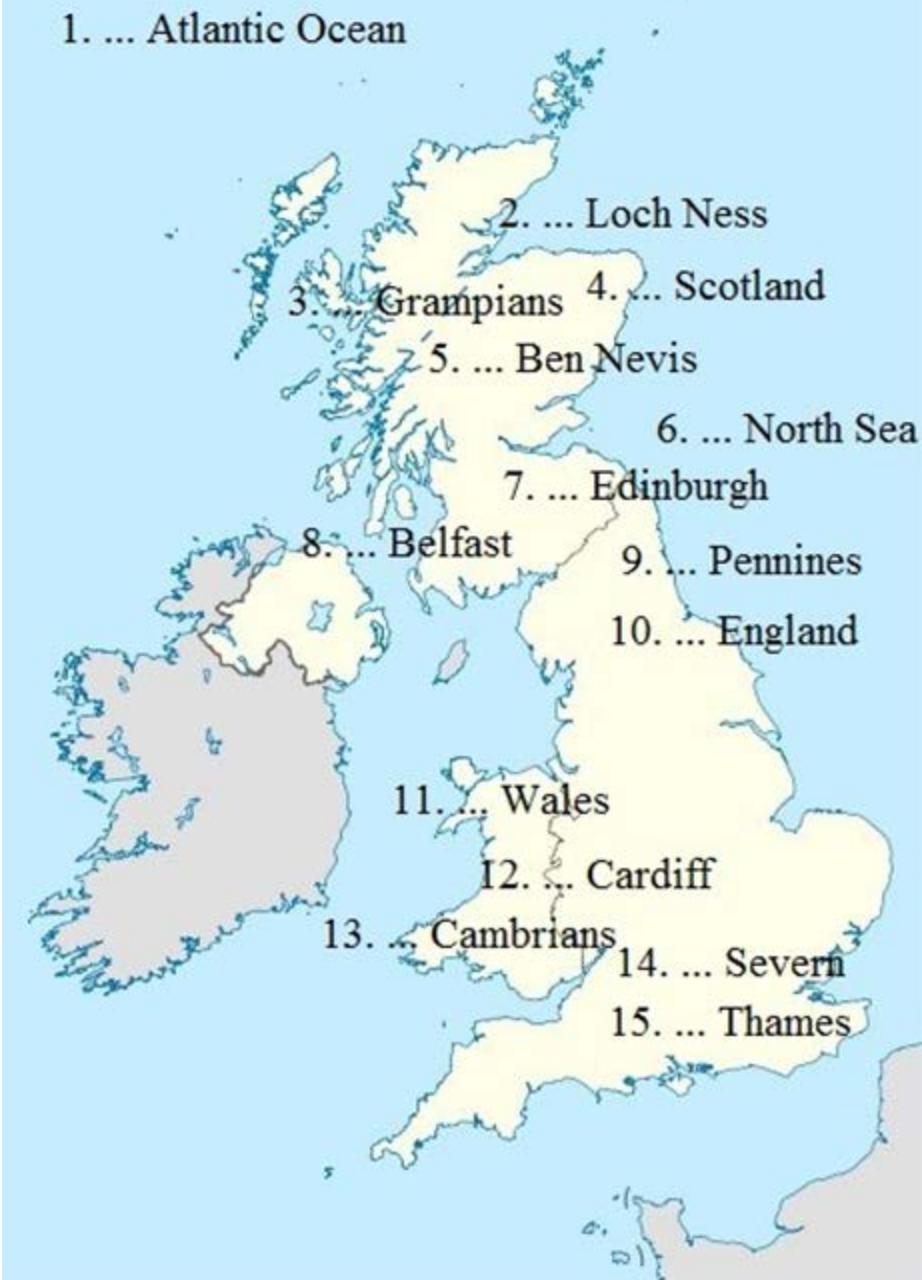 1. ... Atlantic Ocean
2. ... Loch Ness
3. ... Grampians
4. ... Scotland
5. ... Ben Nevis
6. ... North Sea
7. ... Edinburgh
8. ... Belfast
9. ... Pennines
10. ... England
11. ... Wales
12. ... Cardiff
13. ... Cambrians
14. ... Severn
15. ... Thames